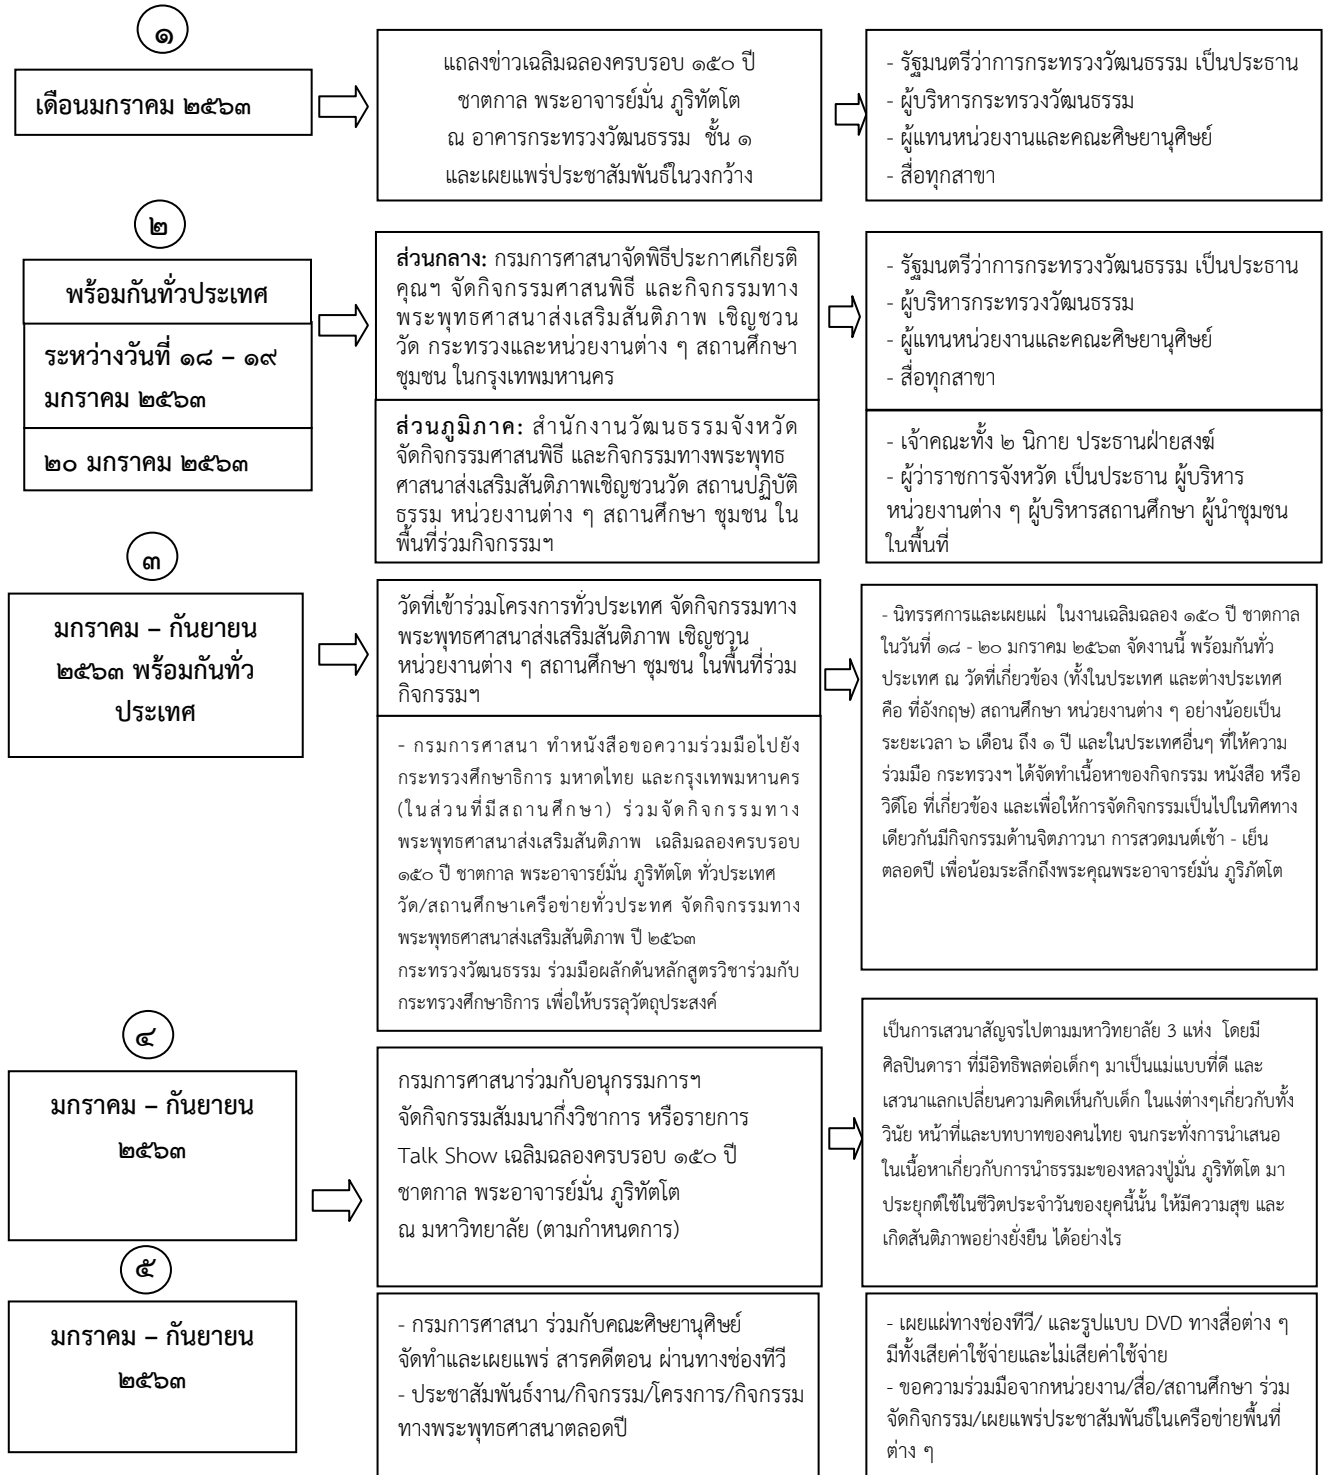 ๑
เดือนมกราคม ๒๕๖๓
แถลงข่าวเฉลิมฉลองครบรอบ ๑๕๐ ปี
ชาตกาล พระอาจารย์มั่น ภูริทัตโต
ณ อาคารกระทรวงวัฒนธรรม ชั้น ๑
และเผยแพร่ประชาสัมพันธ์ในวงกว้าง
- รัฐมนตรีว่าการกระทรวงวัฒนธรรม เป็นประธาน
- ผู้บริหารกระทรวงวัฒนธรรม
- ผู้แทนหน่วยงานและคณะศิษยานุศิษย์
- สื่อทุกสาขา
๒
พร้อมกันทั่วประเทศ
ระหว่างวันที่ ๑๘ – ๑๙
มกราคม ๒๕๖๓
๒๐ มกราคม ๒๕๖๓
ส่วนกลาง: กรมการศาสนาจัดพิธีประกาศเกียรติ
คุณฯ จัดกิจกรรมศาสนพิธี และกิจกรรมทาง
พระพุทธศาสนาส่งเสริมสันติภาพ เชิญชวน
วัด กระทรวงและหน่วยงานต่าง ๆ สถานศึกษา
ชุมชน ในกรุงเทพมหานคร
- รัฐมนตรีว่าการกระทรวงวัฒนธรรม เป็นประธาน
- ผู้บริหารกระทรวงวัฒนธรรม
- ผู้แทนหน่วยงานและคณะศิษยานุศิษย์
- สื่อทุกสาขา
ส่วนภูมิภาค: สำนักงานวัฒนธรรมจังหวัด
จัดกิจกรรมศาสนพิธี และกิจกรรมทางพระพุทธ
ศาสนาส่งเสริมสันติภาพเชิญชวนวัด สถานปฏิบัติ
ธรรม หน่วยงานต่าง ๆ สถานศึกษา ชุมชน ใน
พื้นที่ร่วมกิจกรรมฯ
- เจ้าคณะทั้ง ๒ นิกาย ประธานฝ่ายสงฆ์
- ผู้ว่าราชการจังหวัด เป็นประธาน ผู้บริหาร
หน่วยงานต่าง ๆ ผู้บริหารสถานศึกษา ผู้นำชุมชน
ในพื้นที่
๓
มกราคม – กันยายน
๒๕๖๓ พร้อมกันทั่ว
ประเทศ
วัดที่เข้าร่วมโครงการทั่วประเทศ จัดกิจกรรมทาง
พระพุทธศาสนาส่งเสริมสันติภาพ เชิญชวน
หน่วยงานต่าง ๆ สถานศึกษา ชุมชน ในพื้นที่ร่วม
กิจกรรมฯ
- กรมการศาสนา ทำหนังสือขอความร่วมมือไปยัง
กระทรวงศึกษาธิการ มหาดไทย และกรุงเทพมหานคร
(ในส่วนที่มีสถานศึกษา) ร่วมจัดกิจกรรมทาง
พระพุทธศาสนาส่งเสริมสันติภาพ เฉลิมฉลองครบรอบ
๑๕๐ ปี ชาตกาล พระอาจารย์มั่น ภูริทัตโต ทั่วประเทศ
วัด/สถานศึกษาเครือข่ายทั่วประเทศ จัดกิจกรรมทาง
พระพุทธศาสนาส่งเสริมสันติภาพ ปี ๒๕๖๓
กระทรวงวัฒนธรรม ร่วมมือผลักดันหลักสูตรวิชาร่วมกับ
กระทรวงศึกษาธิการ เพื่อให้บรรลุวัตถุประสงค์
- นิทรรศการและเผยแผ่ ในงานเฉลิมฉลอง ๑๕๐ ปี ชาตกาล
ในวันที่ ๑๘ - ๒๐ มกราคม ๒๕๖๓ จัดงานนี้ พร้อมกันทั่ว
ประเทศ ณ วัดที่เกี่ยวข้อง (ทั้งในประเทศ และต่างประเทศ
คือ ที่อังกฤษ) สถานศึกษา หน่วยงานต่าง ๆ อย่างน้อยเป็น
ระยะเวลา ๖ เดือน ถึง ๑ ปี และในประเทศอื่นๆ ที่ให้ความ
ร่วมมือ กระทรวงฯ ได้จัดทำเนื้อหาของกิจกรรม หนังสือ หรือ
วิดีโอ ที่เกี่ยวข้อง และเพื่อให้การจัดกิจกรรมเป็นไปในทิศทาง
เดียวกันมีกิจกรรมด้านจิตภาวนา การสวดมนต์เช้า - เย็น
ตลอดปี เพื่อน้อมระลึกถึงพระคุณพระอาจารย์มั่น ภูริภัตโต
๔
มกราคม – กันยายน
๒๕๖๓
กรมการศาสนาร่วมกับอนุกรรมการฯ
จัดกิจกรรมสัมมนากึ่งวิชาการ หรือรายการ
Talk Show เฉลิมฉลองครบรอบ ๑๕๐ ปี
ชาตกาล พระอาจารย์มั่น ภูริทัตโต
ณ มหาวิทยาลัย (ตามกำหนดการ)
เป็นการเสวนาสัญจรไปตามมหาวิทยาลัย 3 แห่ง โดยมี
ศิลปินดารา ที่มีอิทธิพลต่อเด็กๆ มาเป็นแม่แบบที่ดี และ
เสวนาแลกเปลี่ยนความคิดเห็นกับเด็ก ในแง่ต่างๆเกี่ยวกับทั้ง
วินัย หน้าที่และบทบาทของคนไทย จนกระทั่งการนำเสนอ
ในเนื้อหาเกี่ยวกับการนำธรรมะของหลวงปู่มั่น ภูริทัตโต มา
ประยุกต์ใช้ในชีวิตประจำวันของยุคนี้นั้น ให้มีความสุข และ
เกิดสันติภาพอย่างยั่งยืน ได้อย่างไร
๕
มกราคม – กันยายน
๒๕๖๓
- กรมการศาสนา ร่วมกับคณะศิษยานุศิษย์
จัดทำและเผยแพร่ สารคดีตอน ผ่านทางช่องทีวี
- ประชาสัมพันธ์งาน/กิจกรรม/โครงการ/กิจกรรม
ทางพระพุทธศาสนาตลอดปี
- เผยแผ่ทางช่องทีวี/ และรูปแบบ DVD ทางสื่อต่าง ๆ
มีทั้งเสียค่าใช้จ่ายและไม่เสียค่าใช้จ่าย
- ขอความร่วมมือจากหน่วยงาน/สื่อ/สถานศึกษา ร่วม
จัดกิจกรรม/เผยแพร่ประชาสัมพันธ์ในเครือข่ายพื้นที่
ต่าง ๆ